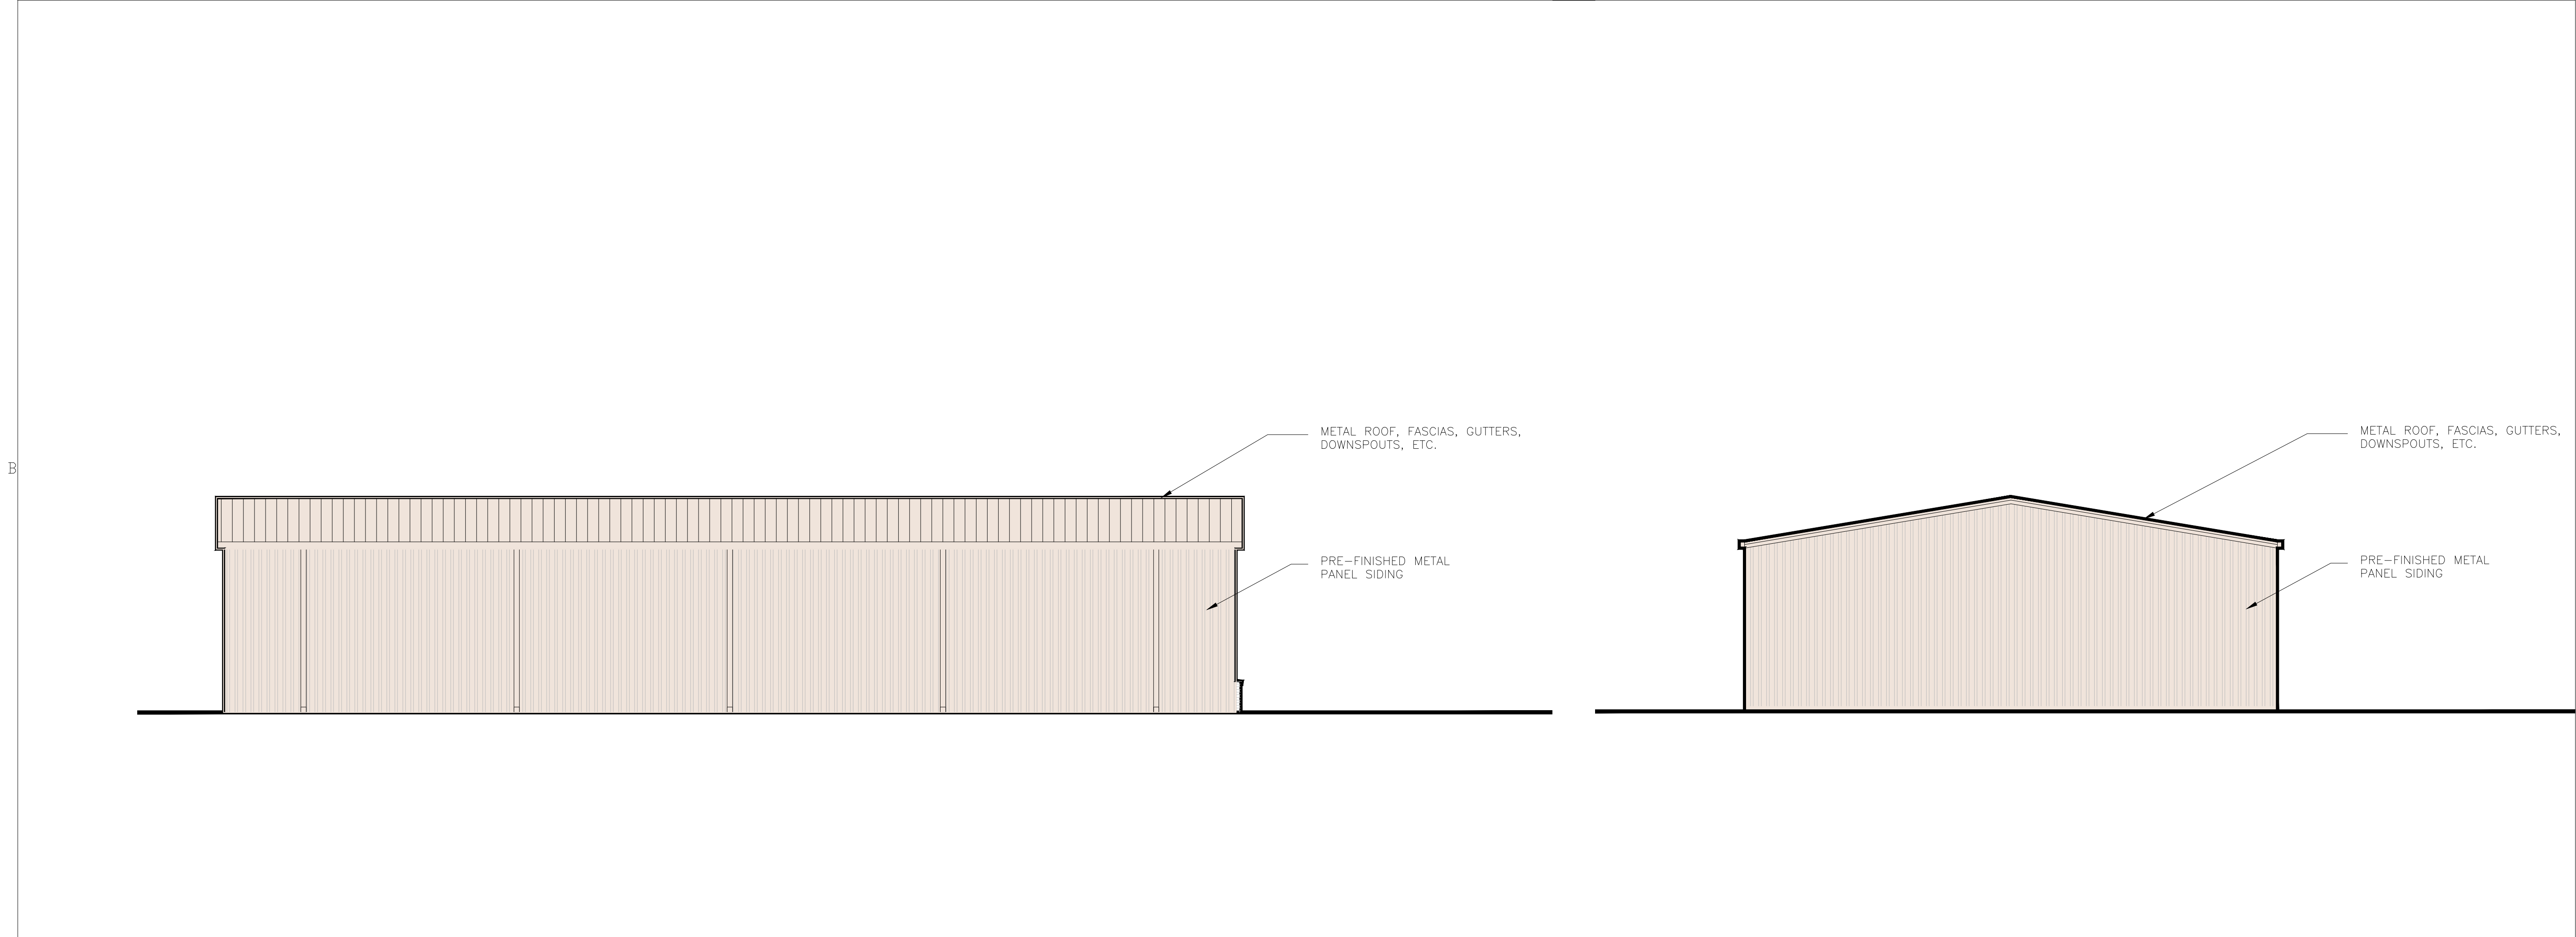 METAL ROOF, FASCIAS, GUTTERS,
DOWNSPOUTS, ETC.
PRE-FINISHED METAL
PANEL SIDING
METAL ROOF, FASCIAS, GUTTERS,
DOWNSPOUTS, ETC.
PRE-FINISHED METAL
PANEL SIDING
B